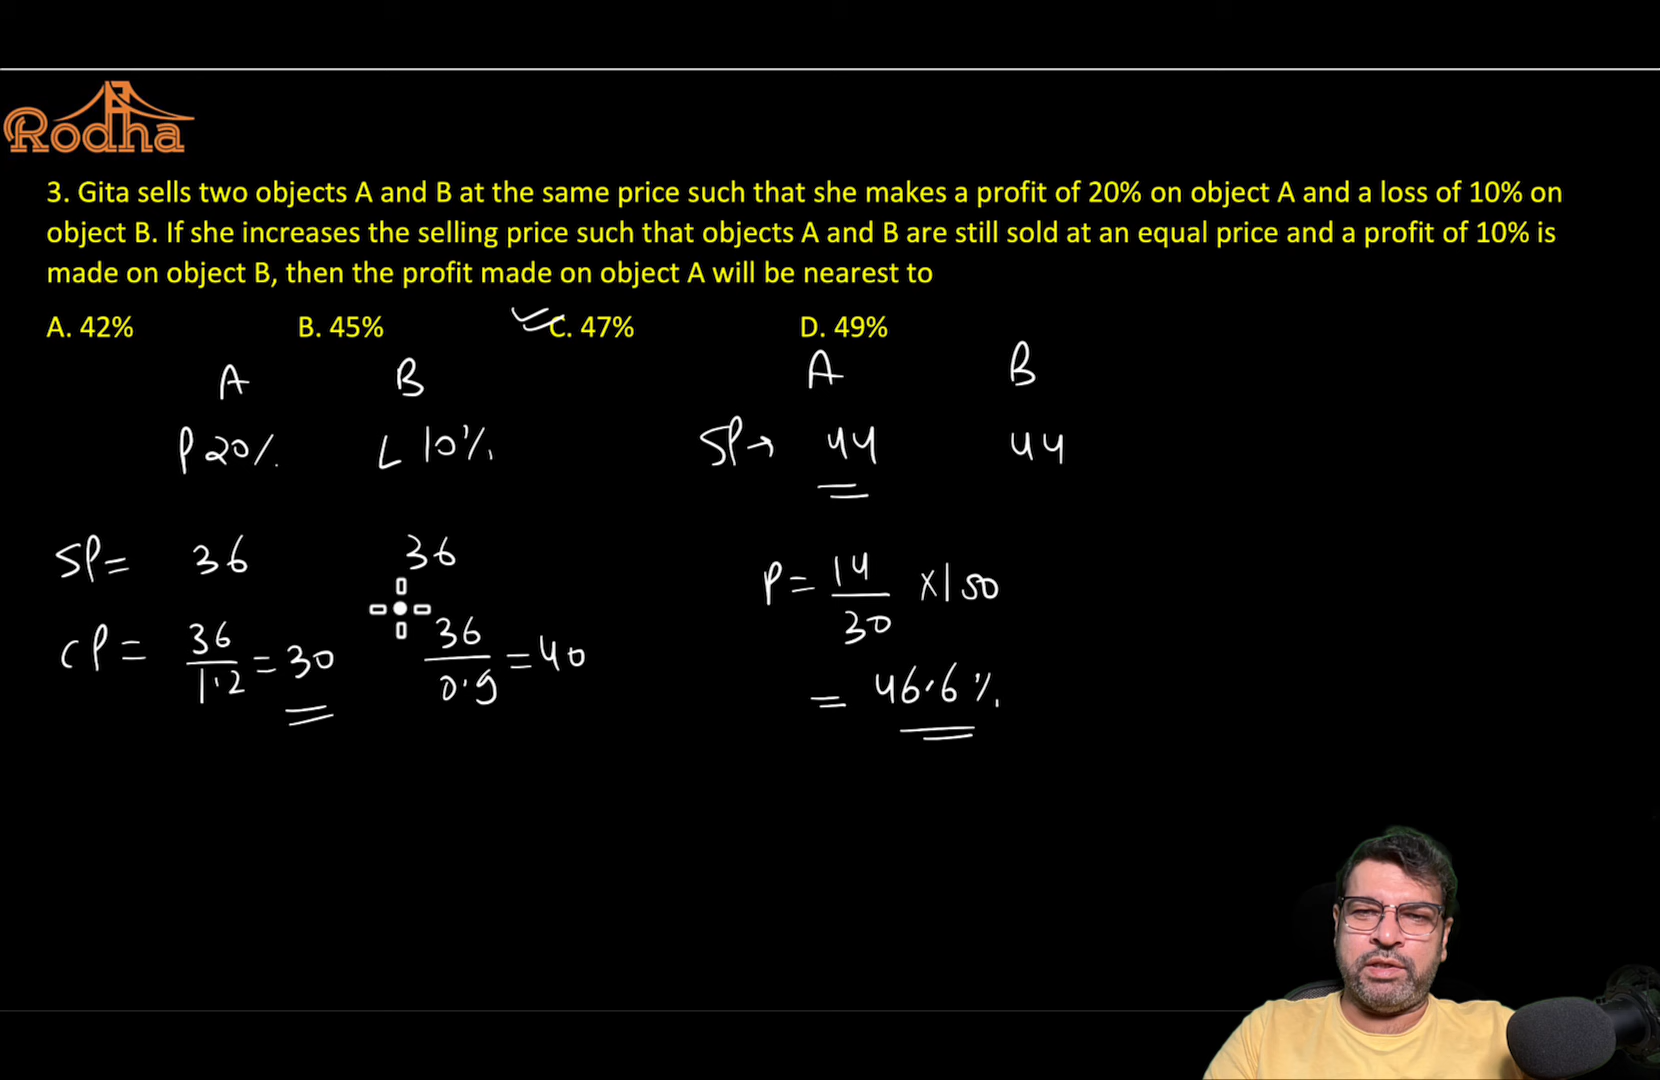 Rodha
3. Gita sells two objects A and B at the same price such that she makes a profit of 20% on object A and a loss of 10% on
object B. If she increases the selling price such that objects A and B are still sold at an equal price and a profit of 10% is
made on object B, then the profit made on object A will be nearest to
A. 42% B. 45% C. 47% D. 49%
A B
P 20% L 10%
SP= 36 36
CP = 36/1.2 = 30 36/0.9 = 40
A B
SP→ 44 44
P = 14/30 × 100
= 46.6%